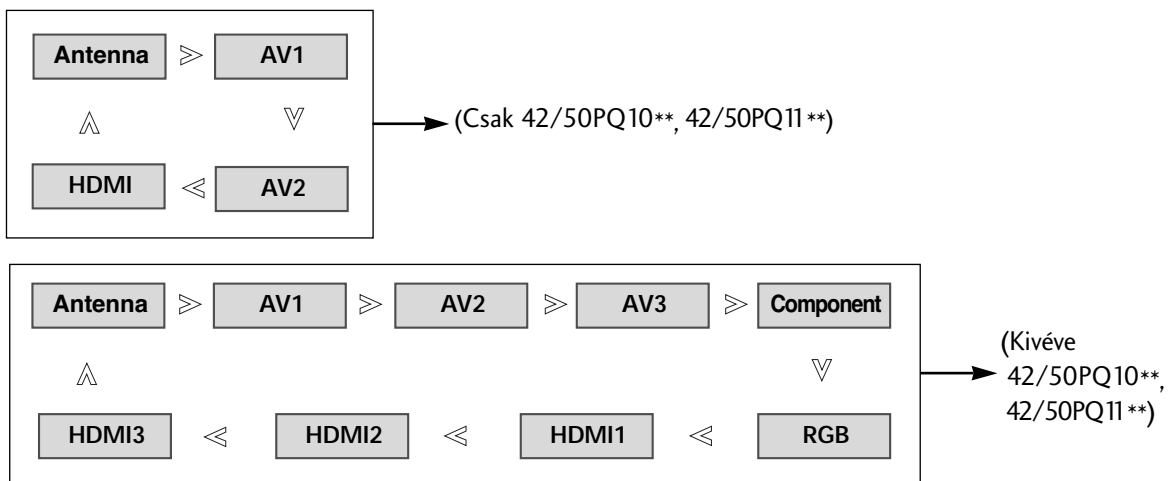 Antenna AV1
(Csak 42/50PQ10**, 42/50PQ11**)
HDMI AV2
Antenna AV1 AV2 AV3 Component
(Kivéve
42/50PQ10**,
42/50PQ11**)
HDMI3 HDMI2 HDMI1 RGB